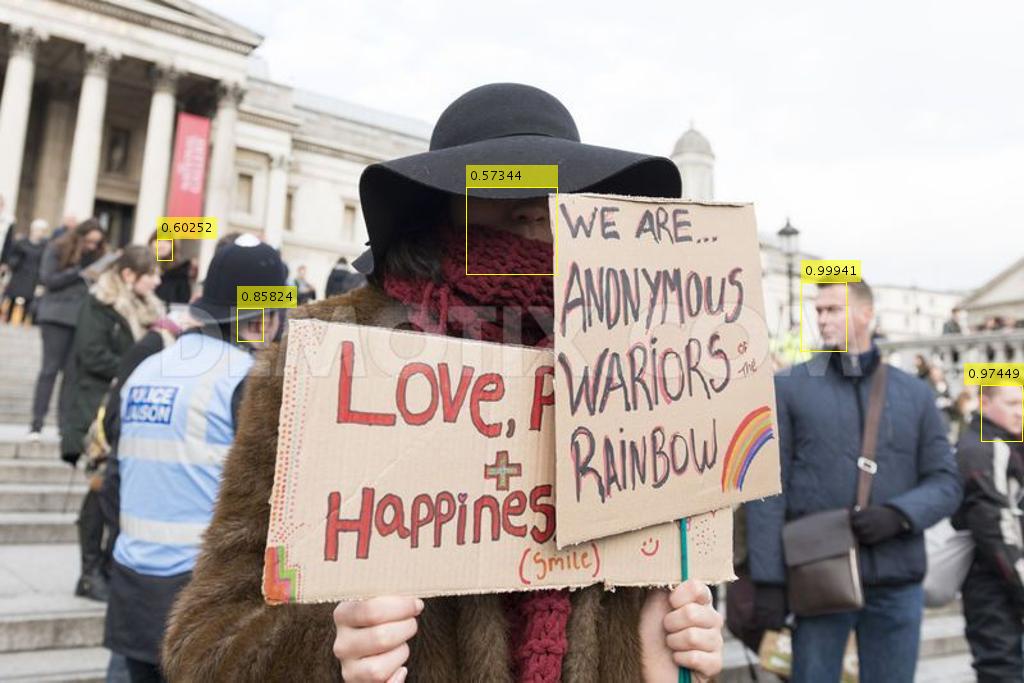 0.57344
0.60252
0.85824
0.99941
0.97449
WE ARE...
ANONYMOUS
WARIORS OF The
RAINBOW
LOVE, P
+
HAPPINES
(Smile)
POLICE
LIAISON
DEMOTIX